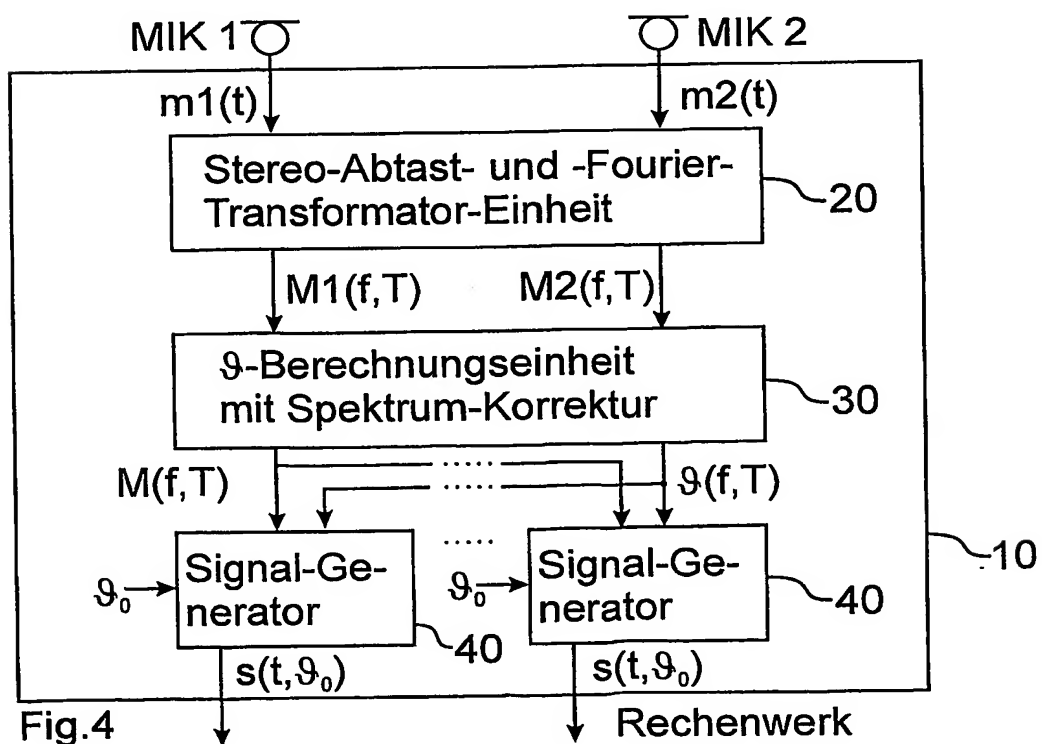 MIK 1
MIK 2
m1(t)
m2(t)
Stereo-Abtast- und -Fourier-
Transformator-Einheit
20
M1(f,T)
M2(f,T)
ϑ-Berechnungseinheit
mit Spektrum-Korrektur
30
M(f,T)
.....
.....
ϑ(f,T)
ϑ₀
Signal-Ge-
nerator
40
.....
ϑ₀
Signal-Ge-
nerator
40
10
s(t,ϑ₀)
s(t,ϑ₀)
Fig.4
Rechenwerk